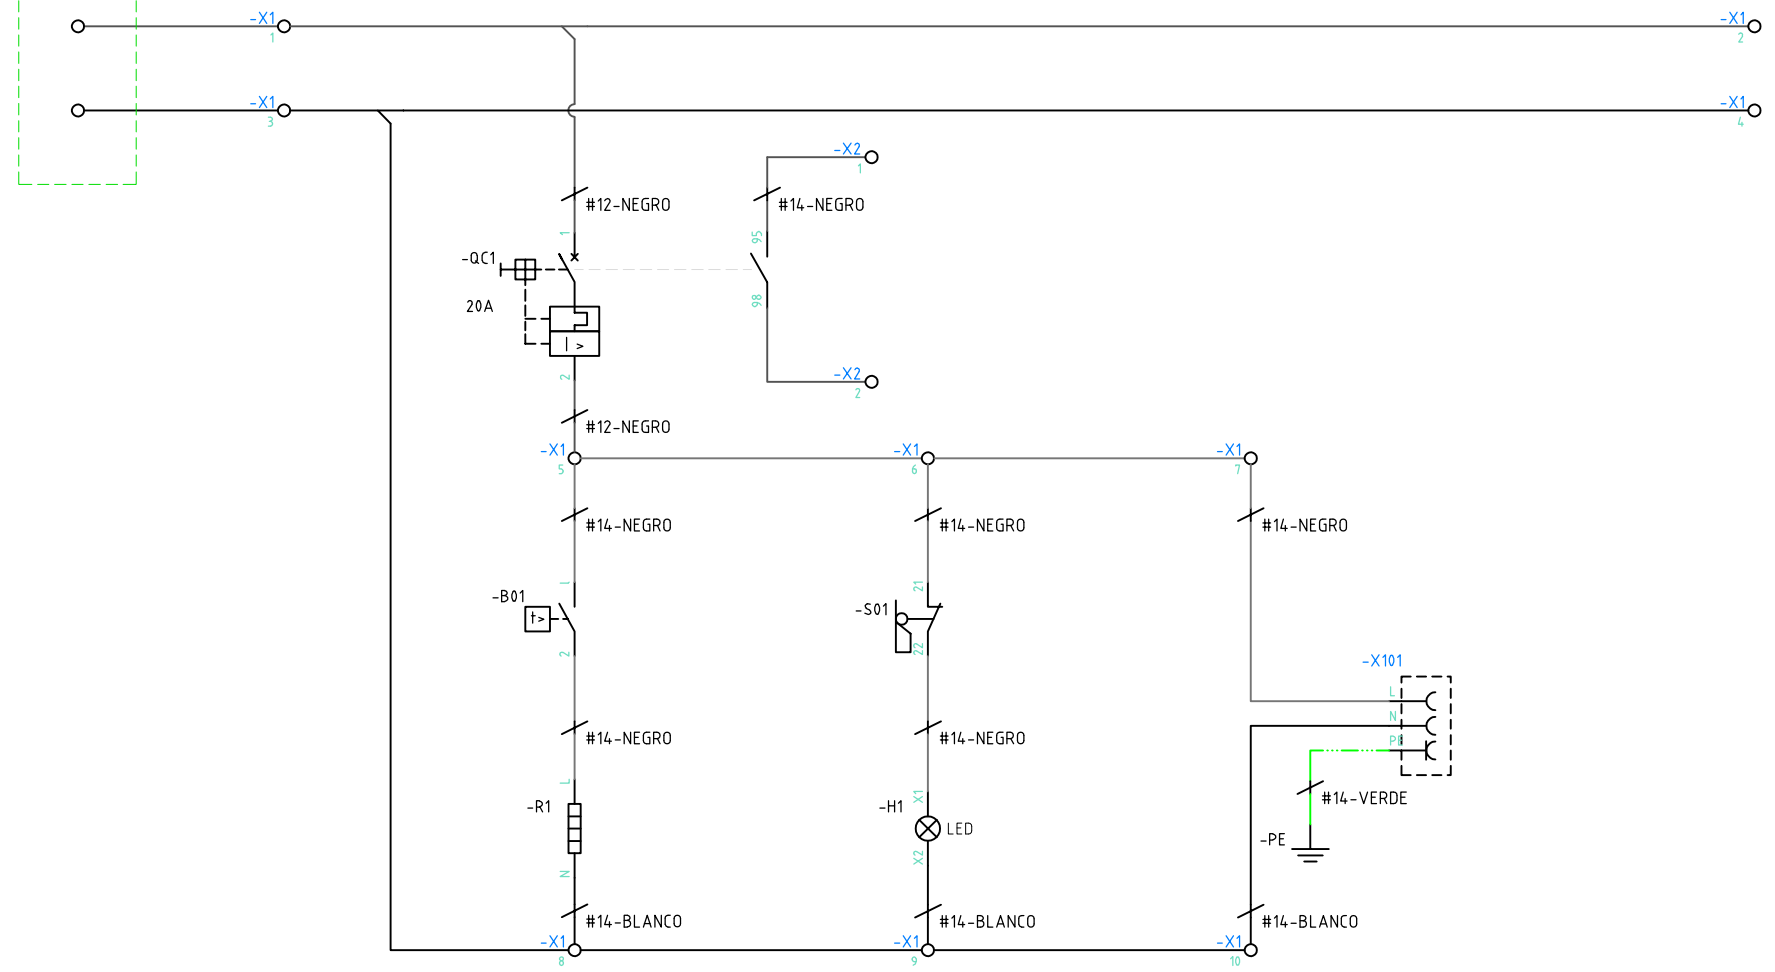 -X1
1
-X1
2
-X1
3
-X1
4
-X2
1
#12-NEGRO
#14-NEGRO
1
95
-QC1
20A
98
| >
2
-X2
2
#12-NEGRO
-X1
5
-X1
6
-X1
7
#14-NEGRO
#14-NEGRO
#14-NEGRO
1
21
-B01
t>
-S01
2
22
-X101
L
N
PE
#14-NEGRO
#14-NEGRO
L
X1
-R1
-H1
LED
#14-VERDE
-PE
N
X2
#14-BLANCO
#14-BLANCO
#14-BLANCO
-X1
8
-X1
9
-X1
10